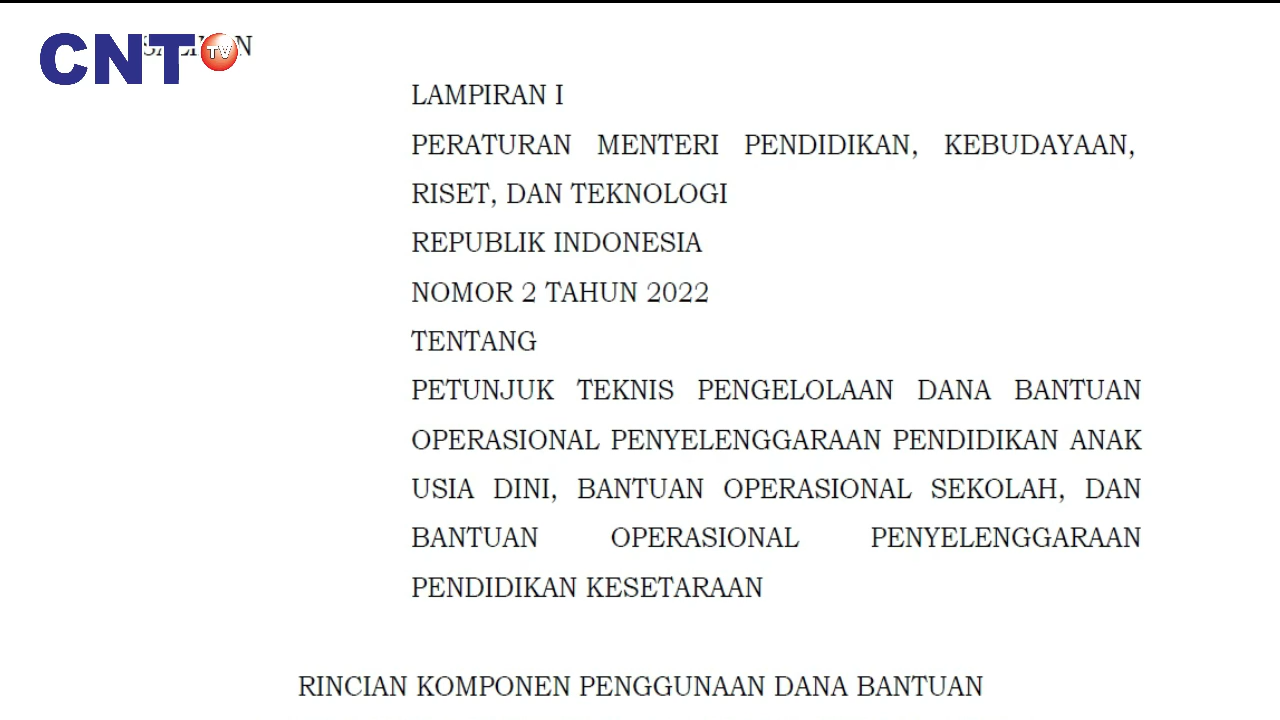 CNT TV
LAMPIRAN I
PERATURAN MENTERI PENDIDIKAN, KEBUDAYAAN,
RISET, DAN TEKNOLOGI
REPUBLIK INDONESIA
NOMOR 2 TAHUN 2022
TENTANG
PETUNJUK TEKNIS PENGELOLAAN DANA BANTUAN
OPERASIONAL PENYELENGGARAAN PENDIDIKAN ANAK
USIA DINI, BANTUAN OPERASIONAL SEKOLAH, DAN
BANTUAN OPERASIONAL PENYELENGGARAAN
PENDIDIKAN KESETARAAN
RINCIAN KOMPONEN PENGGUNAAN DANA BANTUAN